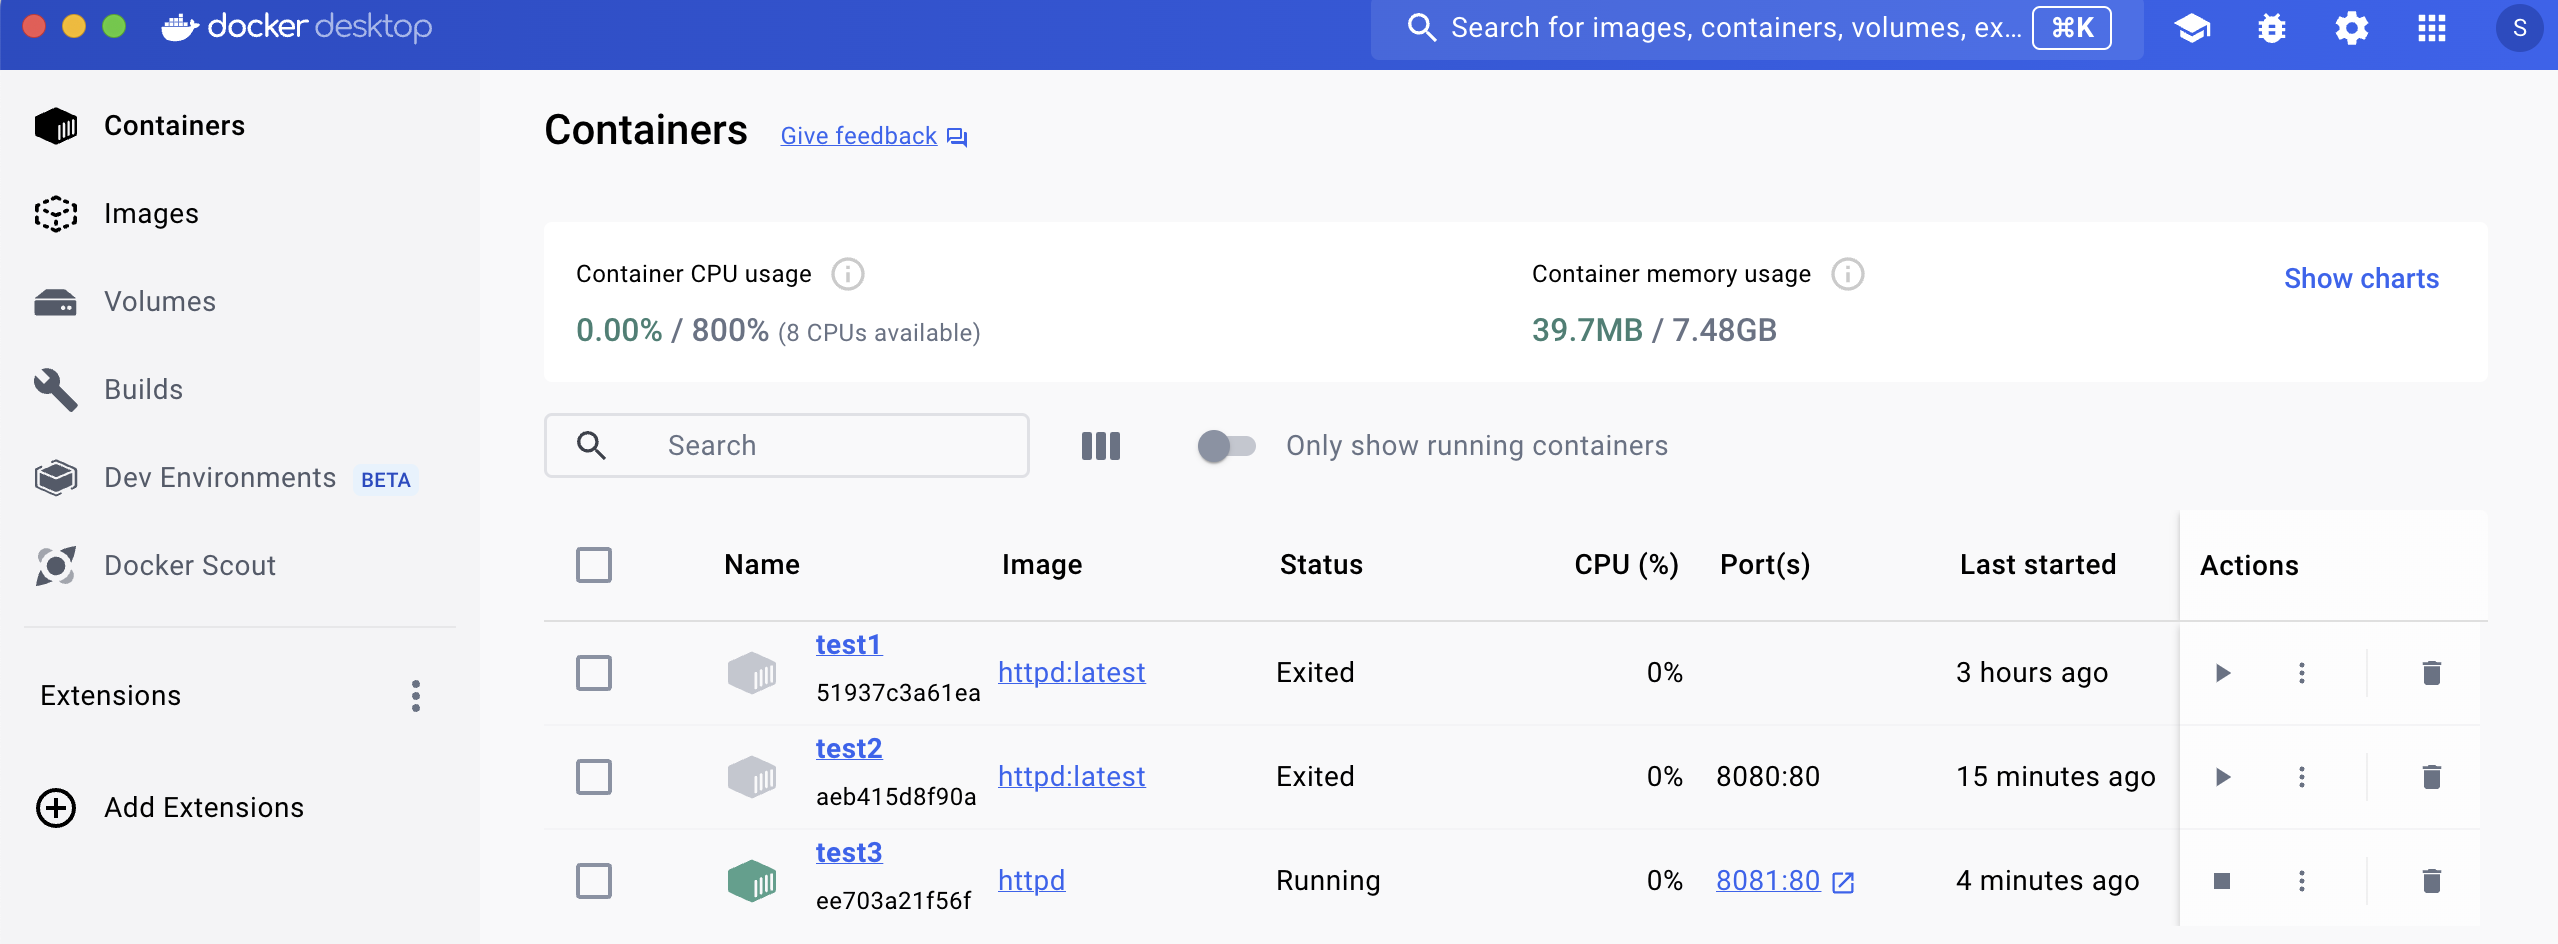 docker desktop
Search for images, containers, volumes, ex...
⌘K
S
Containers
Images
Volumes
Builds
Dev Environments BETA
Docker Scout
Extensions
Add Extensions
Containers Give feedback
Container CPU usage
0.00% / 800% (8 CPUs available)
Container memory usage
39.7MB / 7.48GB
Show charts
Search
Only show running containers
Name Image Status CPU (%) Port(s) Last started Actions
test1
51937c3a61ea
httpd:latest Exited 0% 3 hours ago
test2
aeb415d8f90a
httpd:latest Exited 0% 8080:80 15 minutes ago
test3
ee703a21f56f
httpd Running 0% 8081:80 4 minutes ago